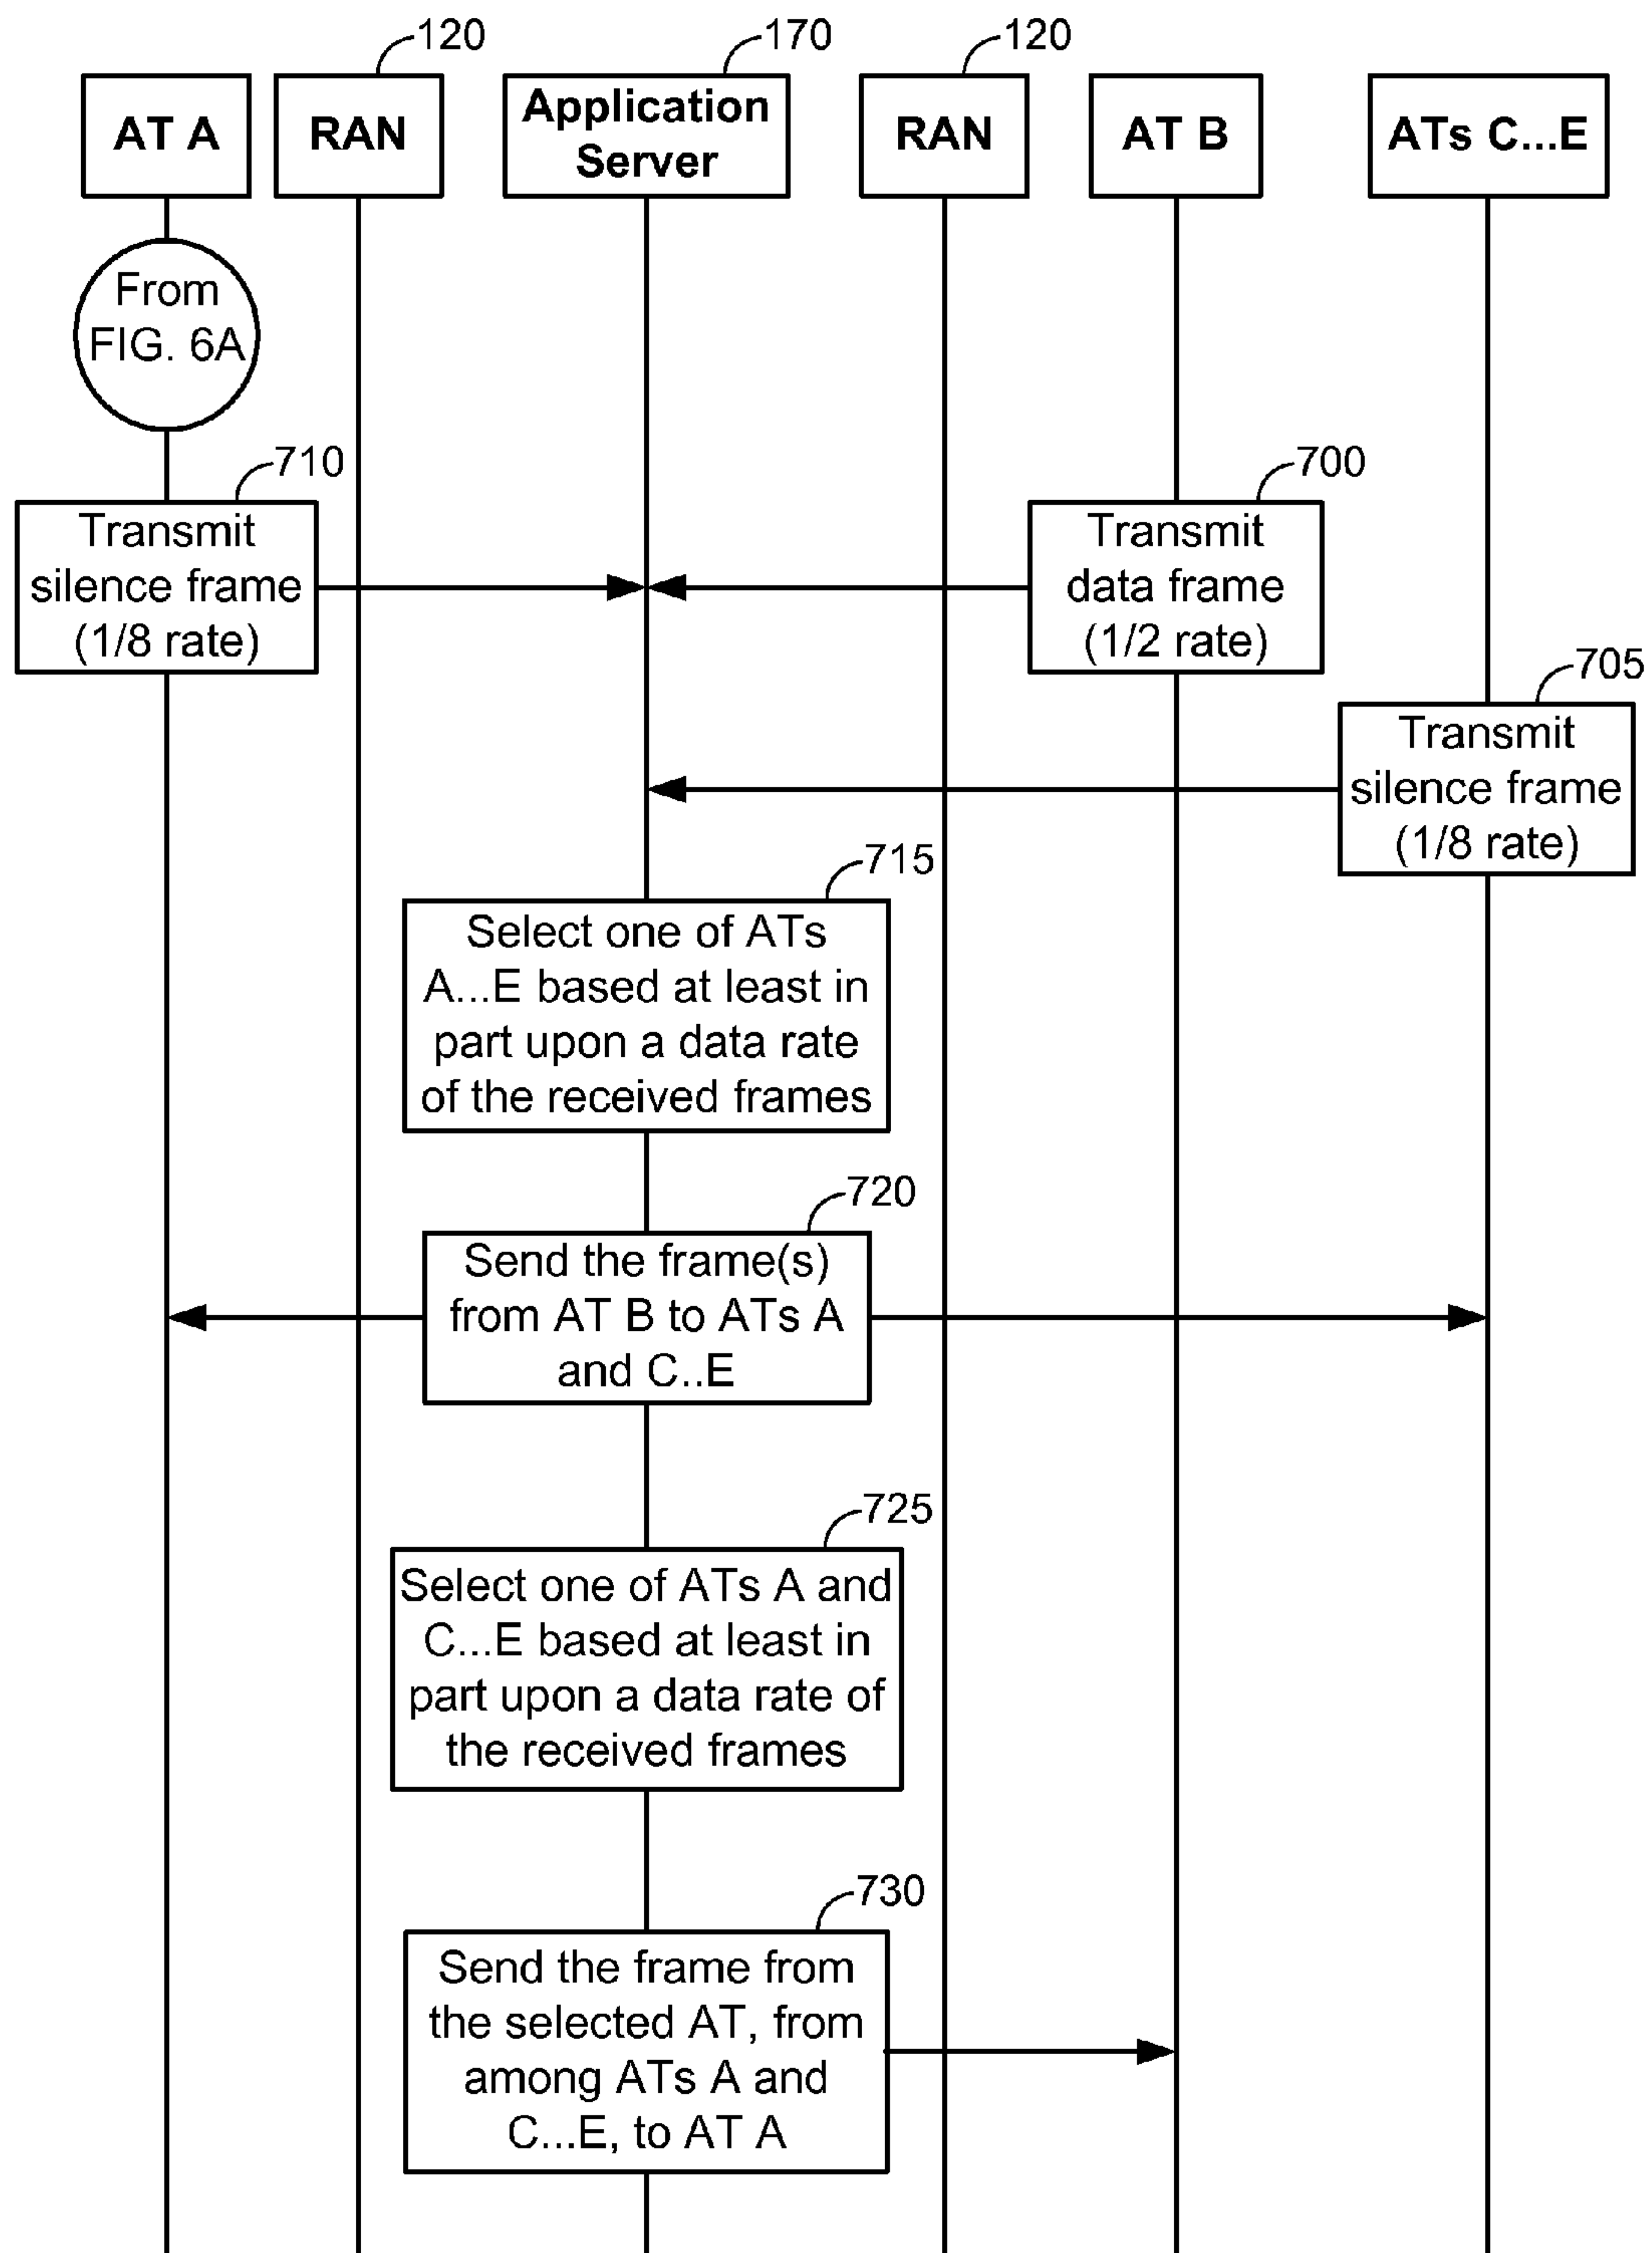 120
170
120
AT A
RAN
Application
Server
RAN
AT B
ATs C...E
From
FIG. 6A
710
Transmit
silence frame
(1/8 rate)
700
Transmit
data frame
(1/2 rate)
705
Transmit
silence frame
(1/8 rate)
715
Select one of ATs
A...E based at least in
part upon a data rate
of the received frames
720
Send the frame(s)
from AT B to ATs A
and C..E
725
Select one of ATs A and
C...E based at least in
part upon a data rate of
the received frames
730
Send the frame from
the selected AT, from
among ATs A and
C...E, to AT A